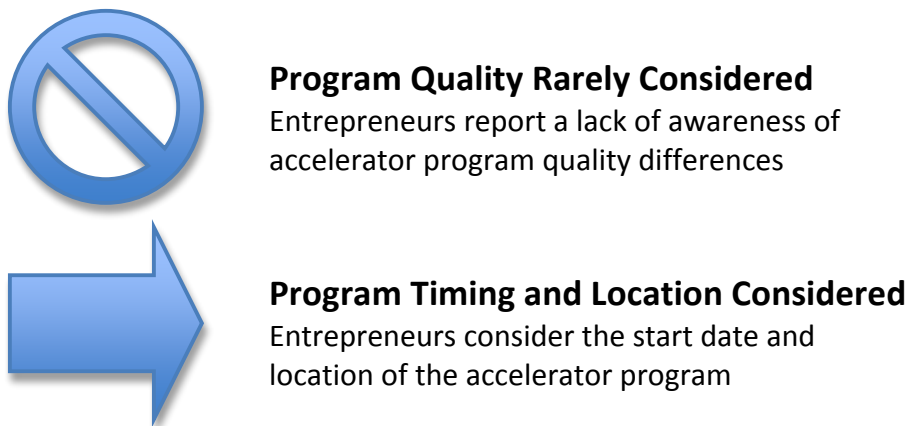 Program Quality Rarely Considered
Entrepreneurs report a lack of awareness of
accelerator program quality differences
Program Timing and Location Considered
Entrepreneurs consider the start date and
location of the accelerator program